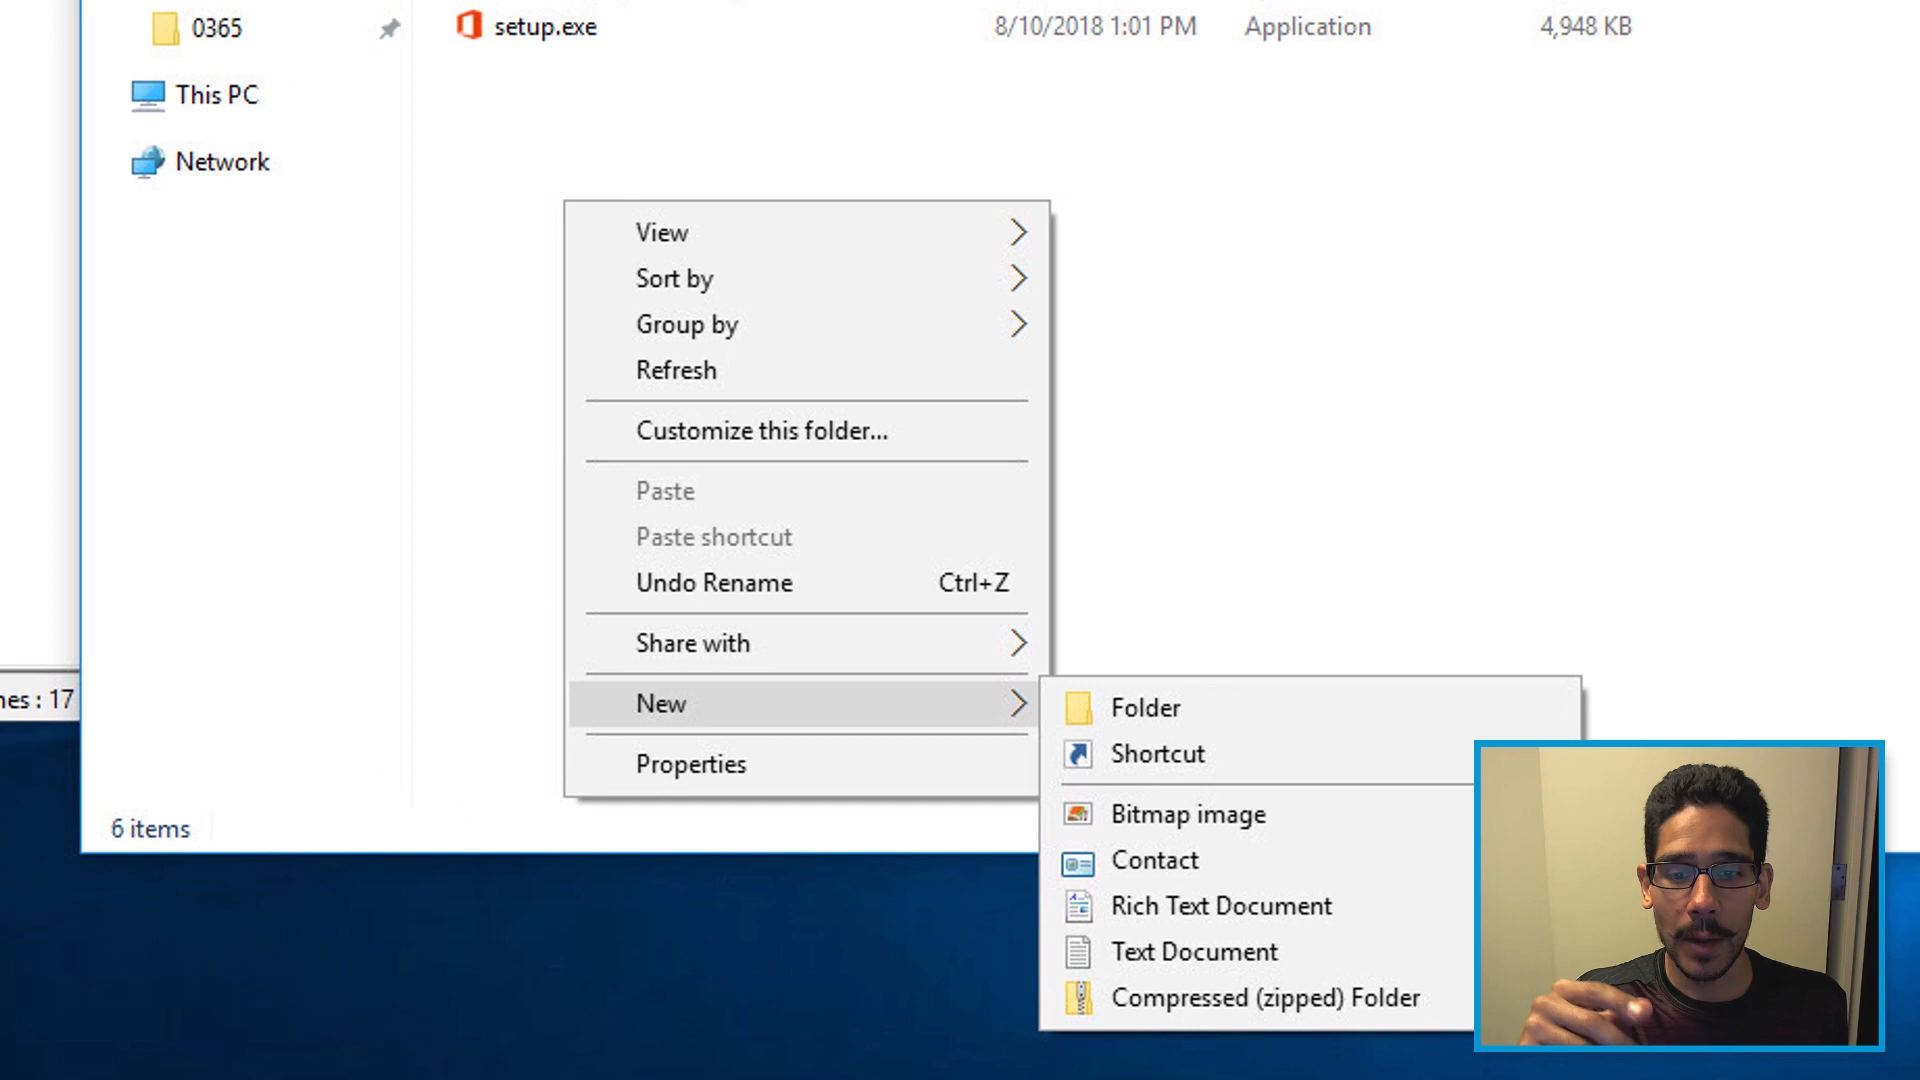 0365
setup.exe 8/10/2018 1:01 PM Application 4,948 KB
This PC
Network
View
Sort by
Group by
Refresh
Customize this folder...
Paste
Paste shortcut
Undo Rename Ctrl+Z
Share with
New
Properties
Folder
Shortcut
Bitmap image
Contact
Rich Text Document
Text Document
Compressed (zipped) Folder
: 17
6 items